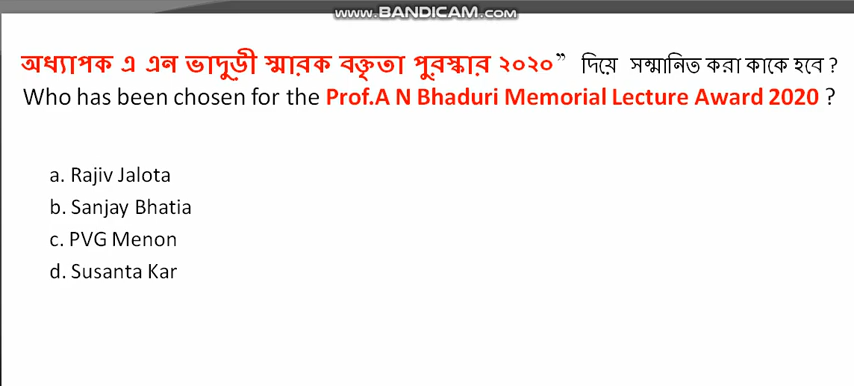 www.BANDICAM.com
অধ্যাপক এ এন ভাদুড়ী স্মারক বক্তৃতা পুরস্কার ২০২০” দিয়ে সন্মানিত করা কাকে হবে ?
Who has been chosen for the Prof.A N Bhaduri Memorial Lecture Award 2020 ?
a. Rajiv Jalota
b. Sanjay Bhatia
c. PVG Menon
d. Susanta Kar